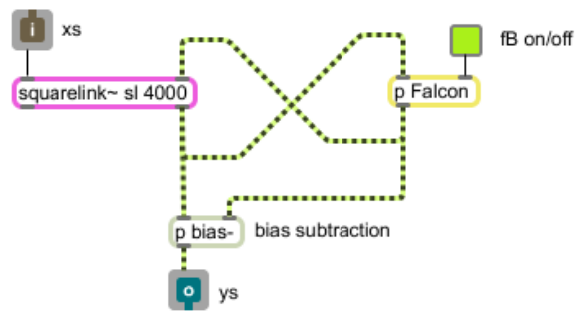 i
xs
fB on/off
squarelink~ sl 4000
p Falcon
p bias-
bias subtraction
o
ys